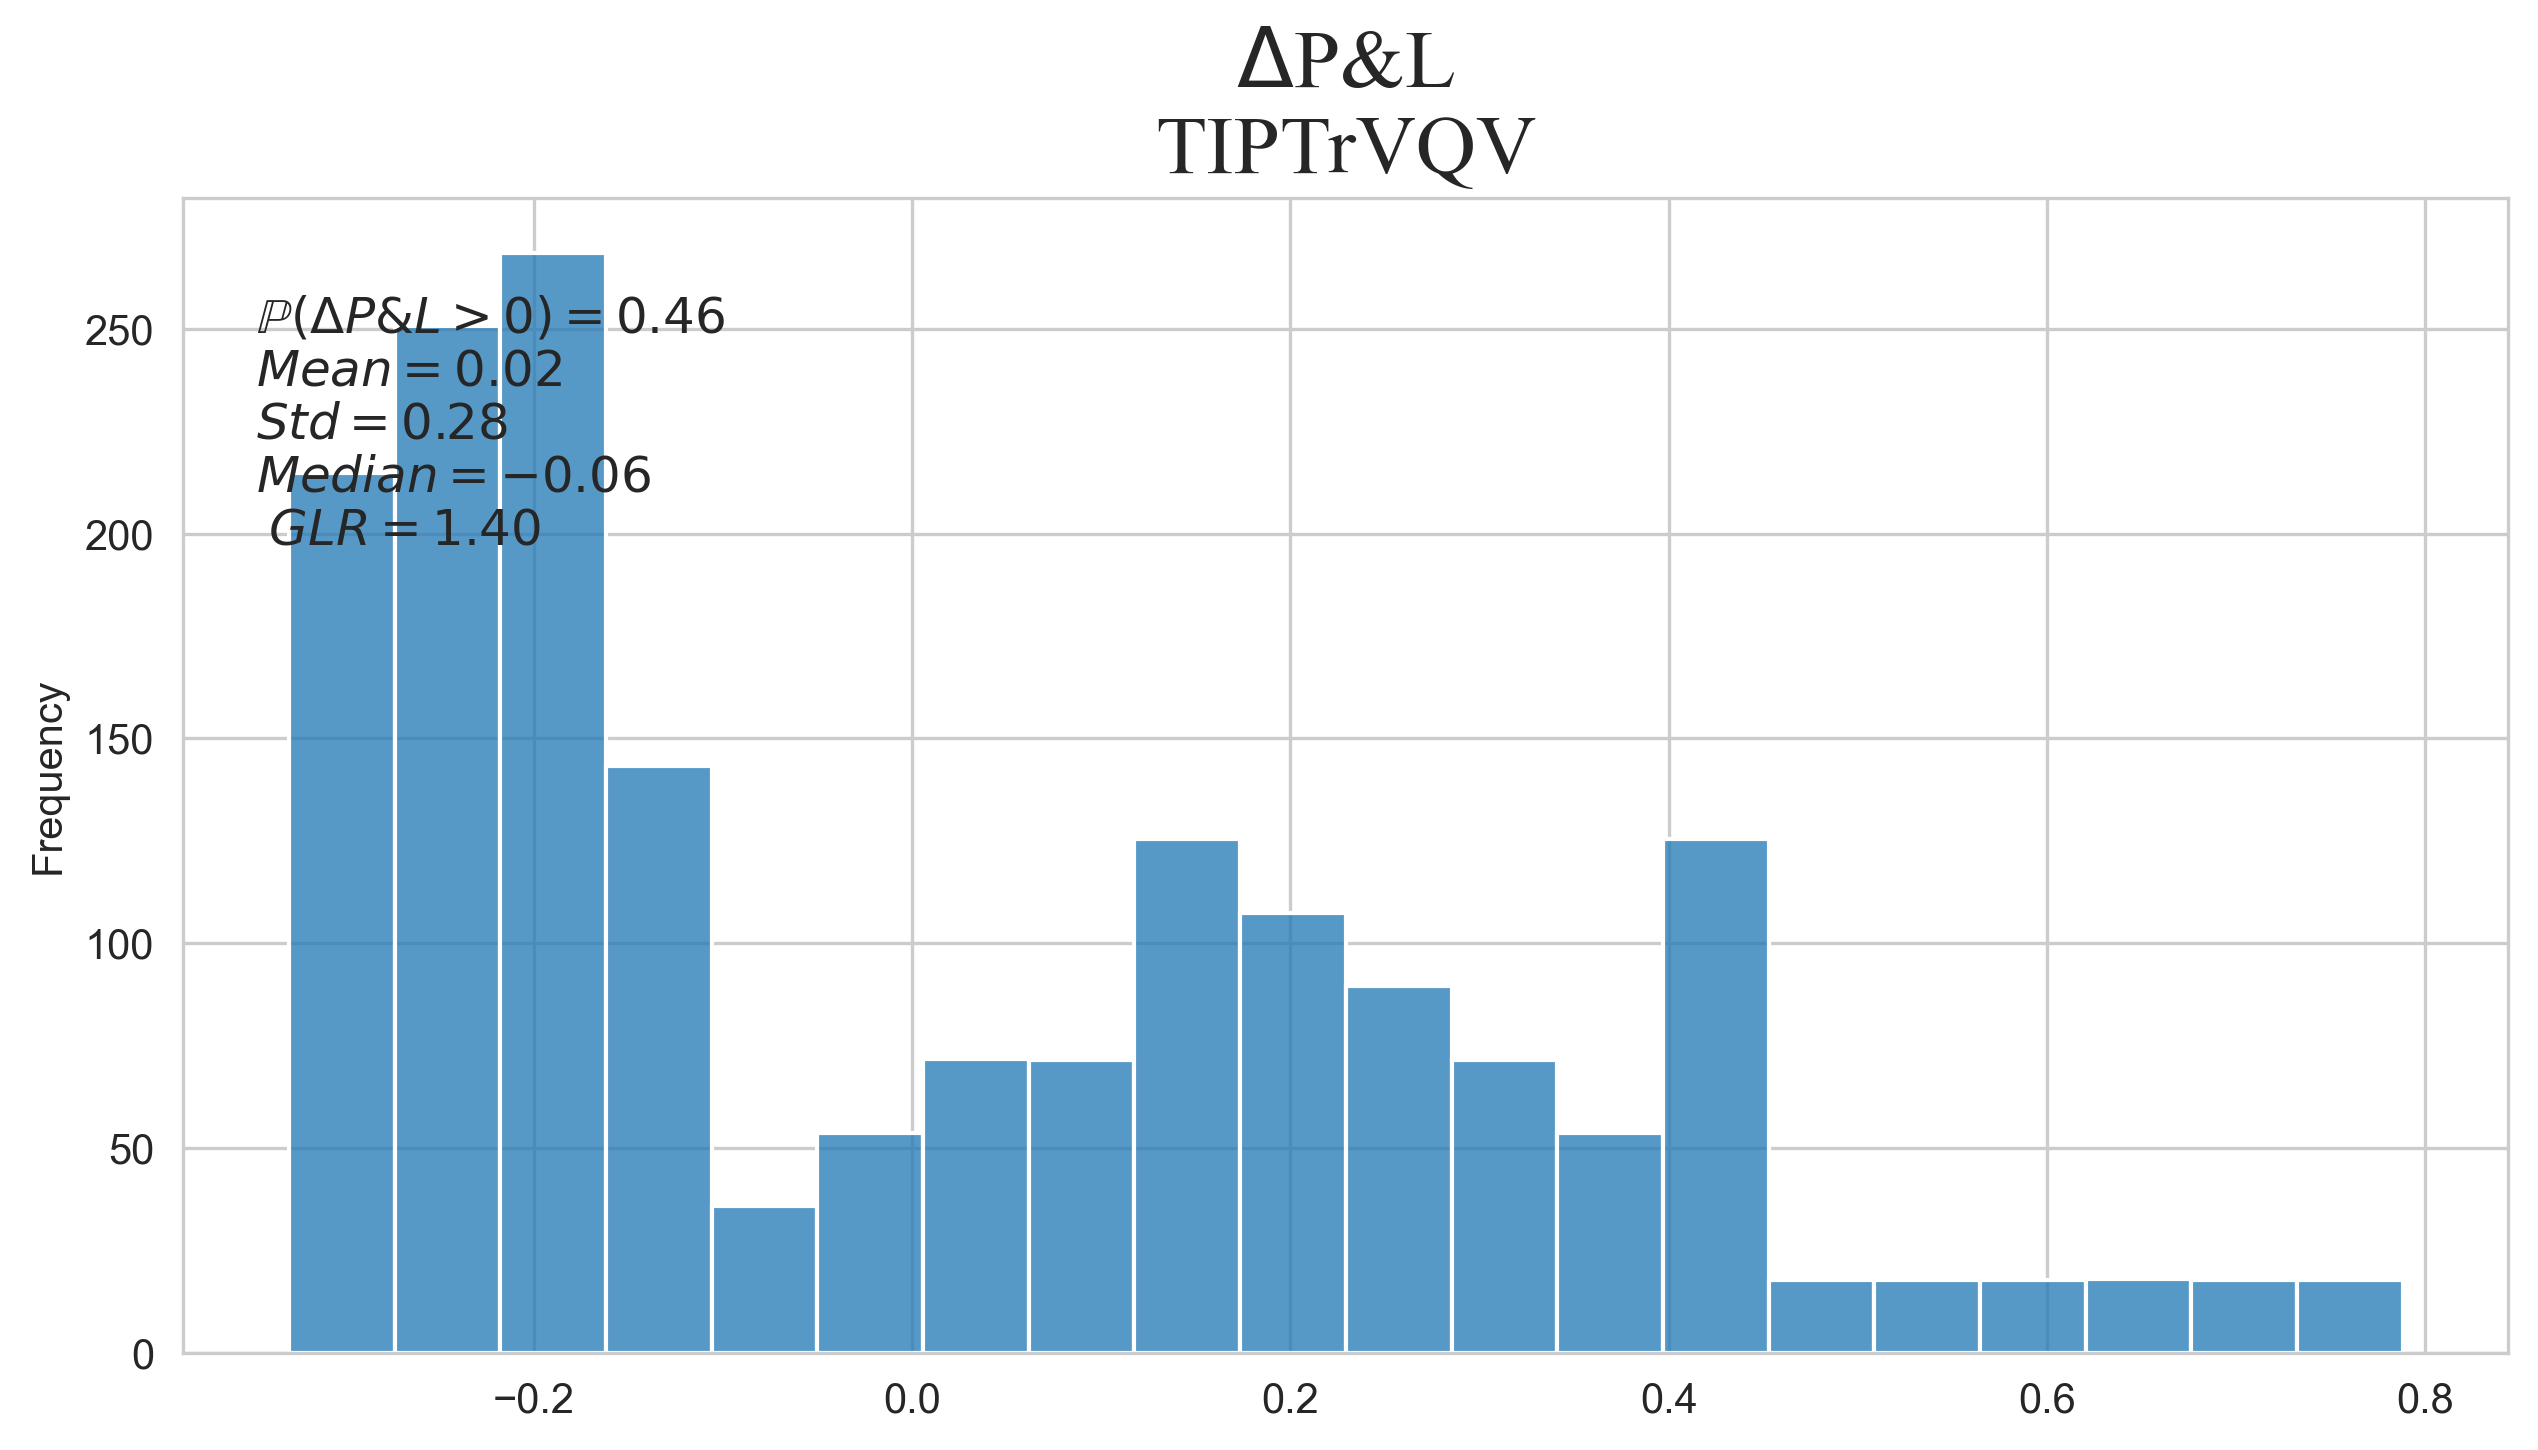 ΔP&L
TIPTrVQV
ℙ(ΔP&L > 0) = 0.46
Mean = 0.02
Std = 0.28
Median = −0.06
GLR = 1.40
Frequency
250
200
150
100
50
0
−0.2 0.0 0.2 0.4 0.6 0.8